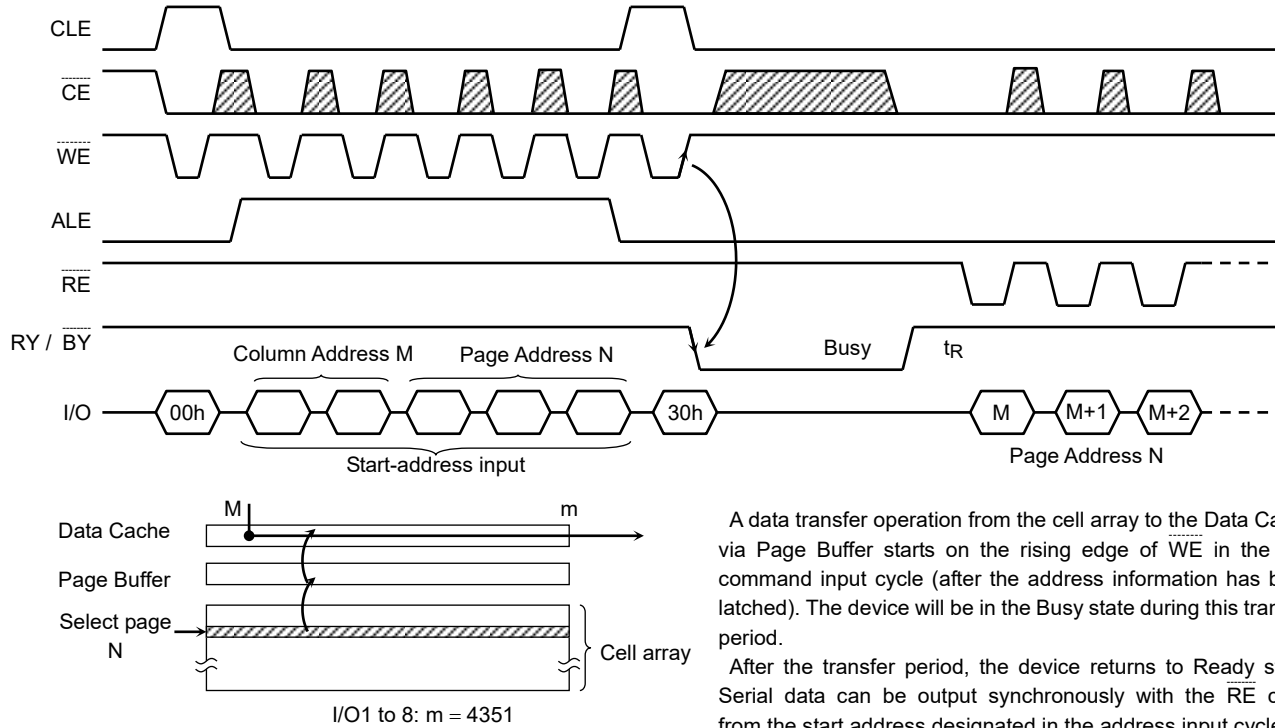 CLE
CE
WE
ALE
RE
RY / BY
Busy tR
Column Address M Page Address N
I/O 00h 30h M M+1 M+2
Start-address input
Page Address N
M m
Data Cache
Page Buffer
Select page
N
Cell array
I/O1 to 8: m = 4351
A data transfer operation from the cell array to the Data Ca
via Page Buffer starts on the rising edge of WE in the
command input cycle (after the address information has b
latched). The device will be in the Busy state during this tran
period.
After the transfer period, the device returns to Ready s
Serial data can be output synchronously with the RE c
from the start address designated in the address input cycle